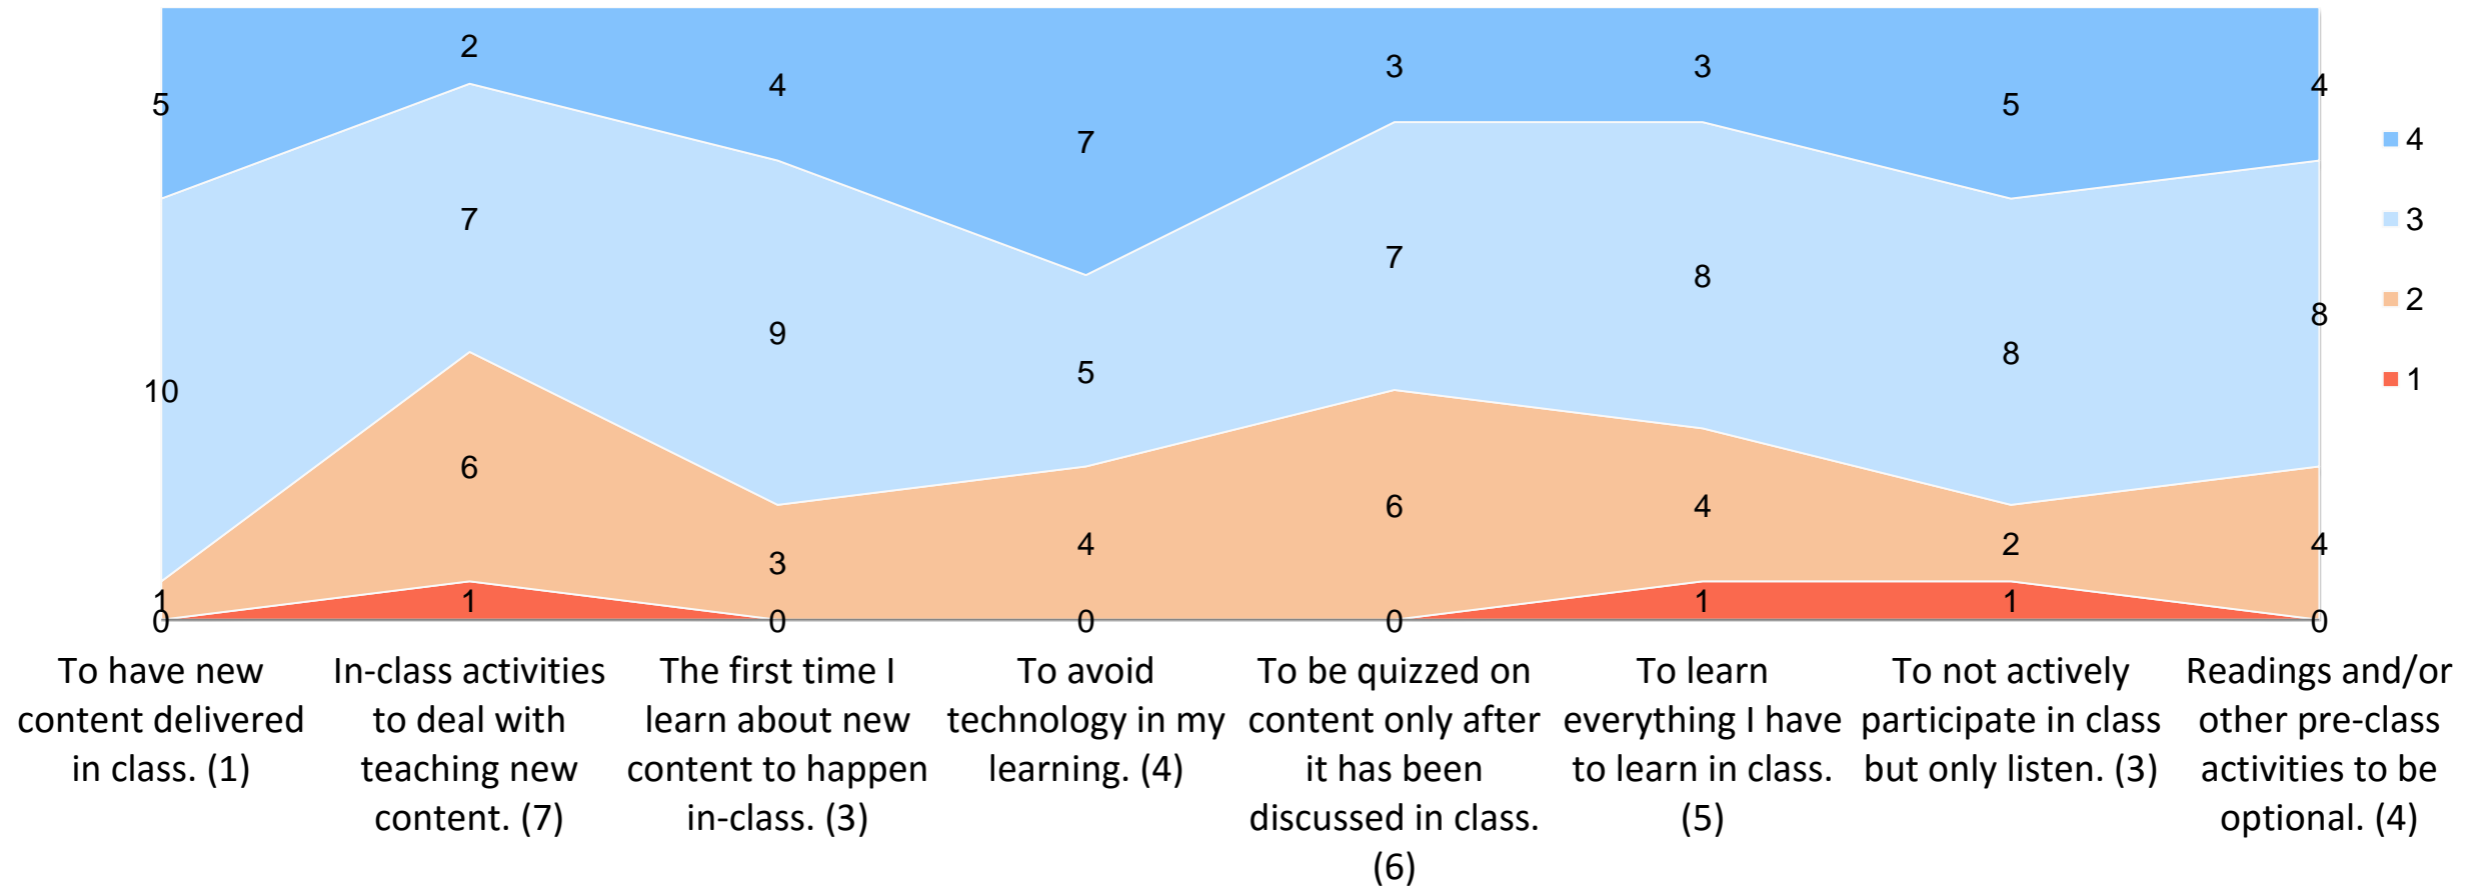 2
3
3
4
4
5
5
7
4
7
3
7
8
2
5
9
8
8
10
1
6
6
4
4
2
4
3
1
1
1
1
0
0
0
0
0
To have new
content delivered
in class. (1)
In-class activities
to deal with
teaching new
content. (7)
The first time I
learn about new
content to happen
in-class. (3)
To avoid
technology in my
learning. (4)
To be quizzed on
content only after
it has been
discussed in class.
(6)
To learn
everything I have
to learn in class.
(5)
To not actively
participate in class
but only listen. (3)
Readings and/or
other pre-class
activities to be
optional. (4)